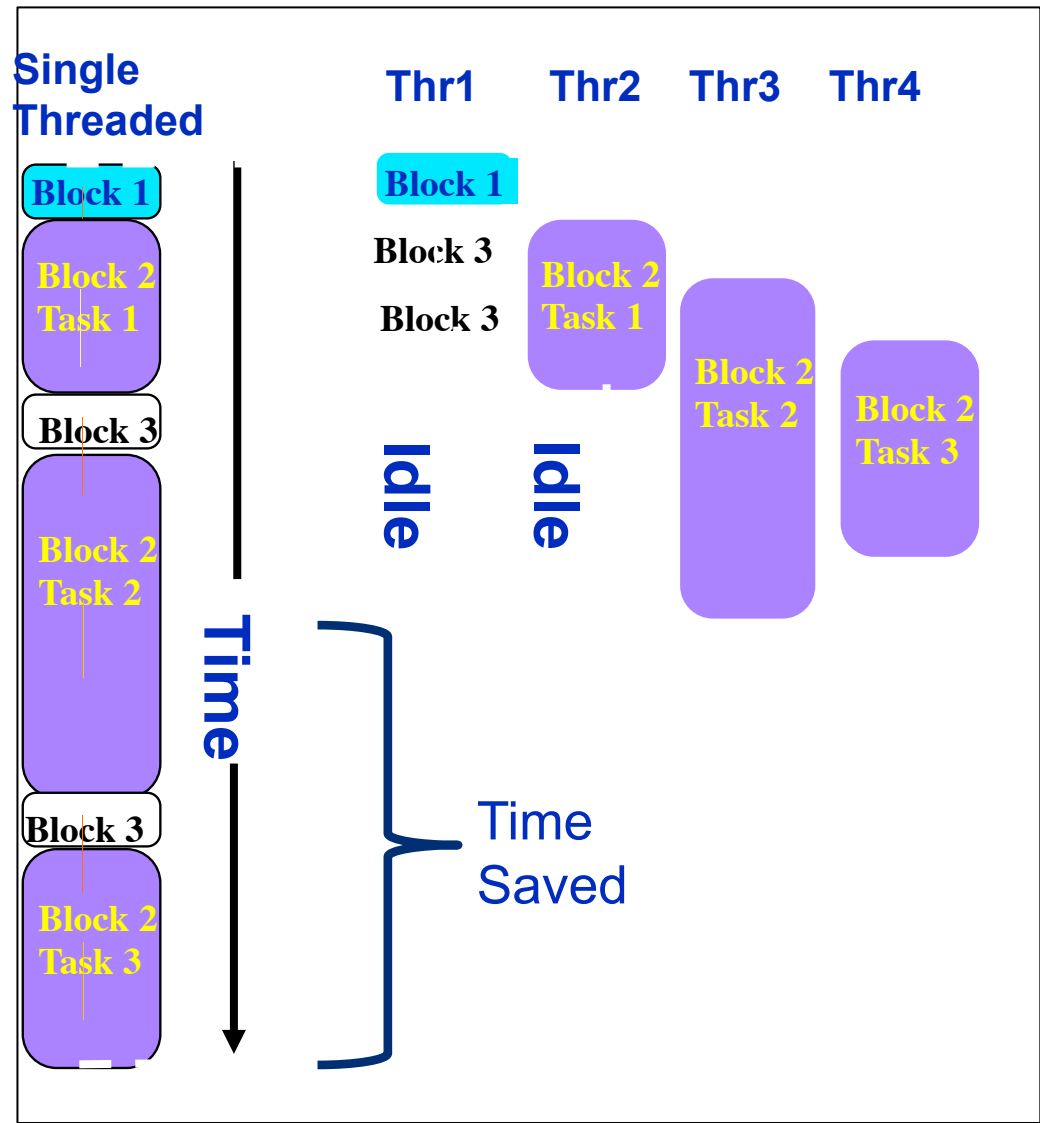 Single
Threaded
Block 1
Block 2
Task 1
Block 3
Block 2
Task 2
Block 3
Block 2
Task 3
Time
Thr1
Thr2
Thr3
Thr4
Block 1
Block 3
Block 3
Idle
Block 2
Task 1
Idle
Block 2
Task 2
Block 2
Task 3
Time
Saved